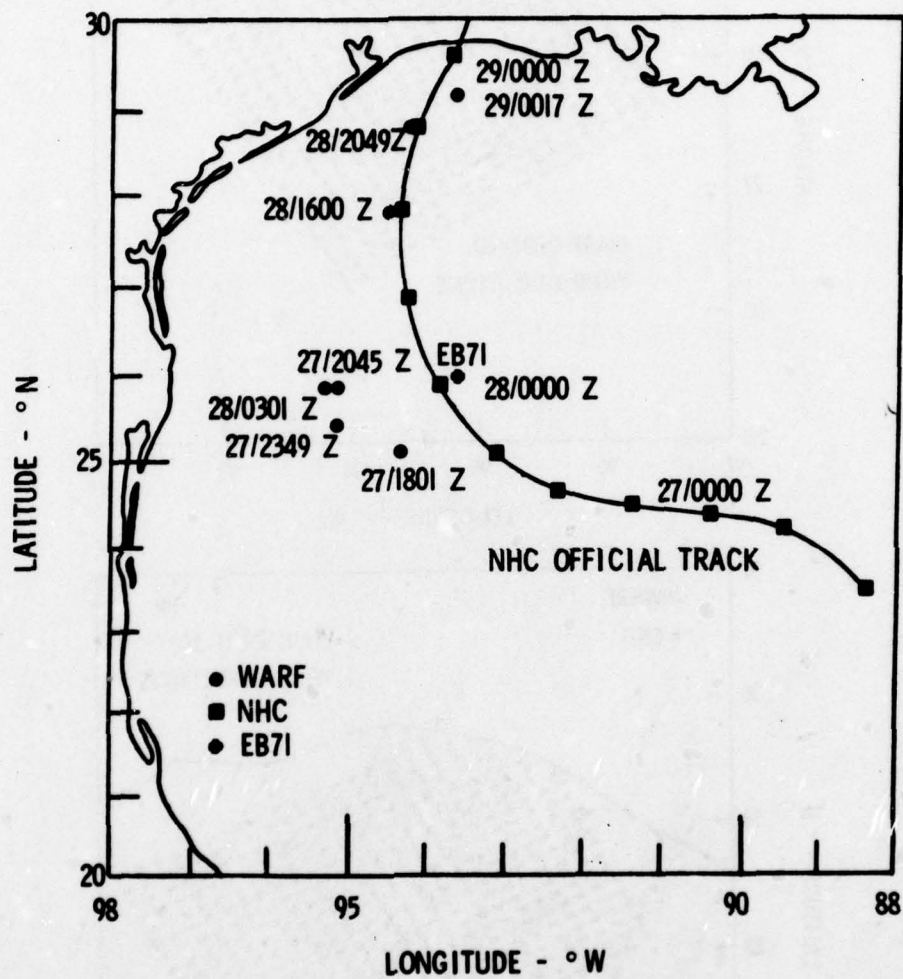 30
29/0000 Z
29/0017 Z
28/2049Z
28/1600 Z
27/2045 Z
EB71
28/0000 Z
28/0301 Z
27/2349 Z
25
27/1801 Z
27/0000 Z
NHC OFFICIAL TRACK
LATITUDE - °N
WARF
NHC
EB71
20
98
95
90
88
LONGITUDE - °W